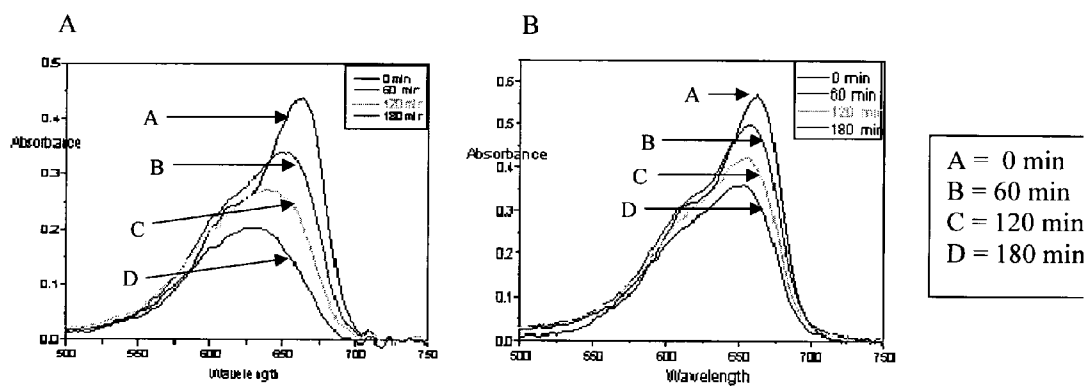 A
0.5
0.4
Absorbance
0.3
0.2
0.1
0.0
500
550
600
650
700
750
Wavelength
0 min
60 min
120 min
180 min
A
B
C
D
B
0.6
0.5
Absorbance
0.4
0.3
0.2
0.1
0.0
500
550
600
650
700
750
Wavelength
0 min
60 min
120 min
180 min
A
B
C
D
A = 0 min
B = 60 min
C = 120 min
D = 180 min